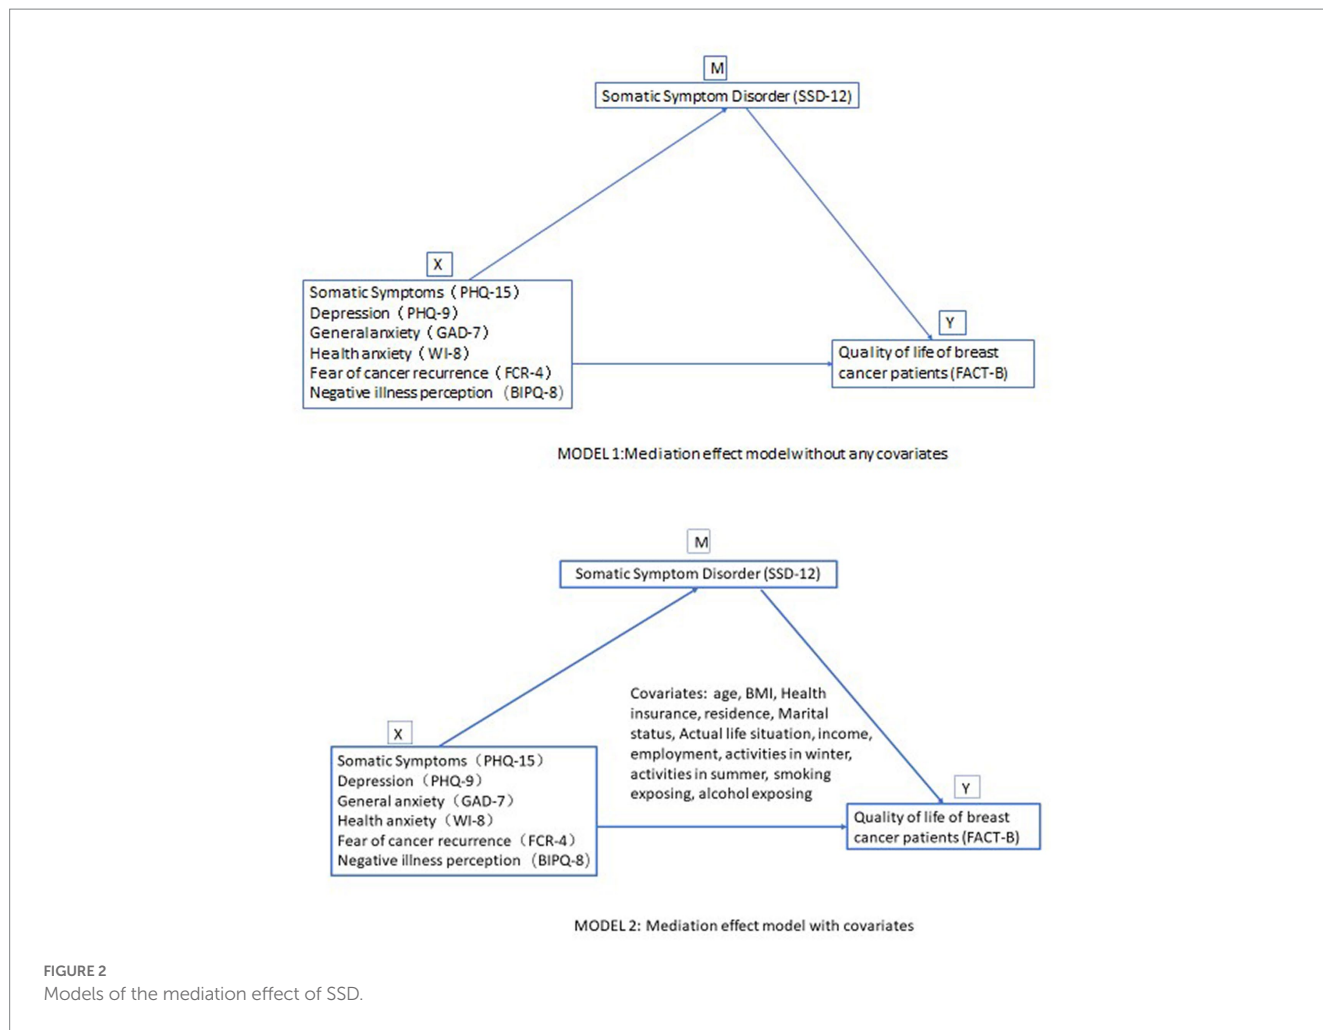 M
Somatic Symptom Disorder (SSD-12)
X
Somatic Symptoms（PHQ-15）
Depression（PHQ-9）
General anxiety（GAD-7）
Health anxiety（WI-8）
Fear of cancer recurrence（FCR-4）
Negative illness perception（BIPQ-8）
Y
Quality of life of breast
cancer patients (FACT-B)
MODEL 1:Mediation effect model without any covariates
M
Somatic Symptom Disorder (SSD-12)
Covariates: age, BMI, Health
insurance, residence, Marital
status, Actual life situation, income,
employment, activities in winter,
activities in summer, smoking
exposing, alcohol exposing
X
Somatic Symptoms（PHQ-15）
Depression（PHQ-9）
General anxiety（GAD-7）
Health anxiety（WI-8）
Fear of cancer recurrence（FCR-4）
Negative illness perception（BIPQ-8）
Y
Quality of life of breast
cancer patients (FACT-B)
MODEL 2: Mediation effect model with covariates
FIGURE 2
Models of the mediation effect of SSD.